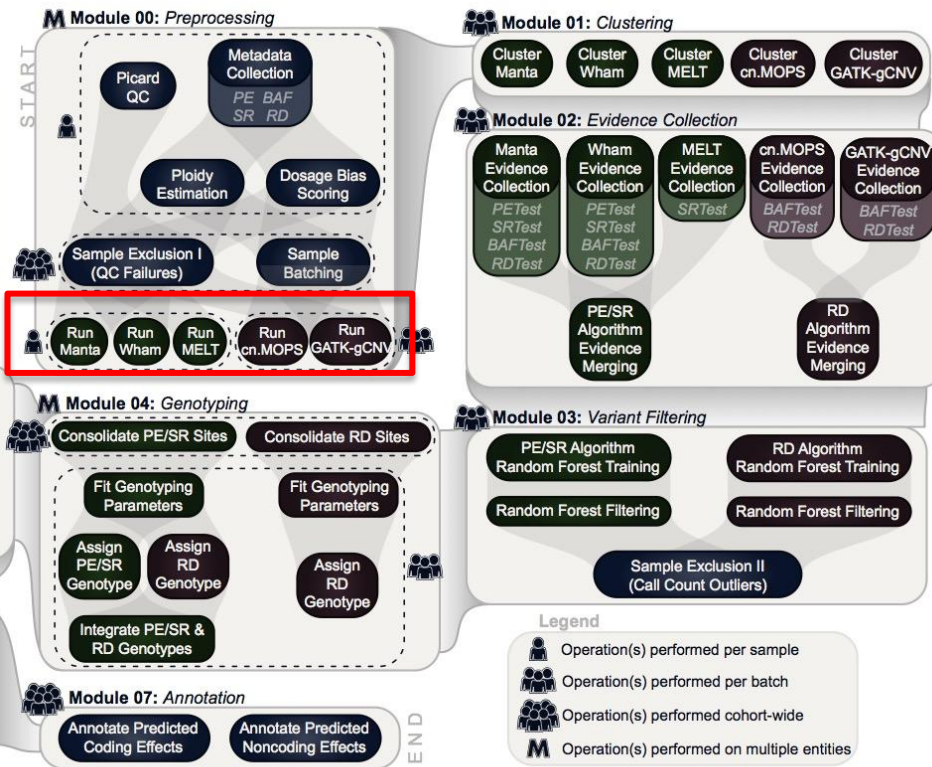 M Module 00: Preprocessing
START
Picard
QC
Metadata
Collection
PE BAF
SR RD
Ploidy
Estimation
Dosage Bias
Scoring
Sample Exclusion I
(QC Failures)
Sample
Batching
Run
Manta
Run
Wham
Run
MELT
Run
cn.MOPS
Run
GATK-gCNV
Module 01: Clustering
Cluster
Manta
Cluster
Wham
Cluster
MELT
Cluster
cn.MOPS
Cluster
GATK-gCNV
Module 02: Evidence Collection
Manta
Evidence
Collection
PETest
SRTest
BAFTest
RDTest
Wham
Evidence
Collection
PETest
SRTest
BAFTest
RDTest
MELT
Evidence
Collection
SRTest
cn.MOPS
Evidence
Collection
BAFTest
RDTest
GATK-gCNV
Evidence
Collection
BAFTest
RDTest
PE/SR
Algorithm
Evidence
Merging
RD
Algorithm
Evidence
Merging
Module 03: Variant Filtering
PE/SR Algorithm
Random Forest Training
RD Algorithm
Random Forest Training
Random Forest Filtering
Random Forest Filtering
Sample Exclusion II
(Call Count Outliers)
M Module 04: Genotyping
Consolidate PE/SR Sites
Consolidate RD Sites
Fit Genotyping
Parameters
Fit Genotyping
Parameters
Assign
PE/SR
Genotype
Assign
RD
Genotype
Assign
RD
Genotype
Integrate PE/SR &
RD Genotypes
Module 07: Annotation
Annotate Predicted
Coding Effects
Annotate Predicted
Noncoding Effects
END
Legend
Operation(s) performed per sample
Operation(s) performed per batch
Operation(s) performed cohort-wide
M Operation(s) performed on multiple entities